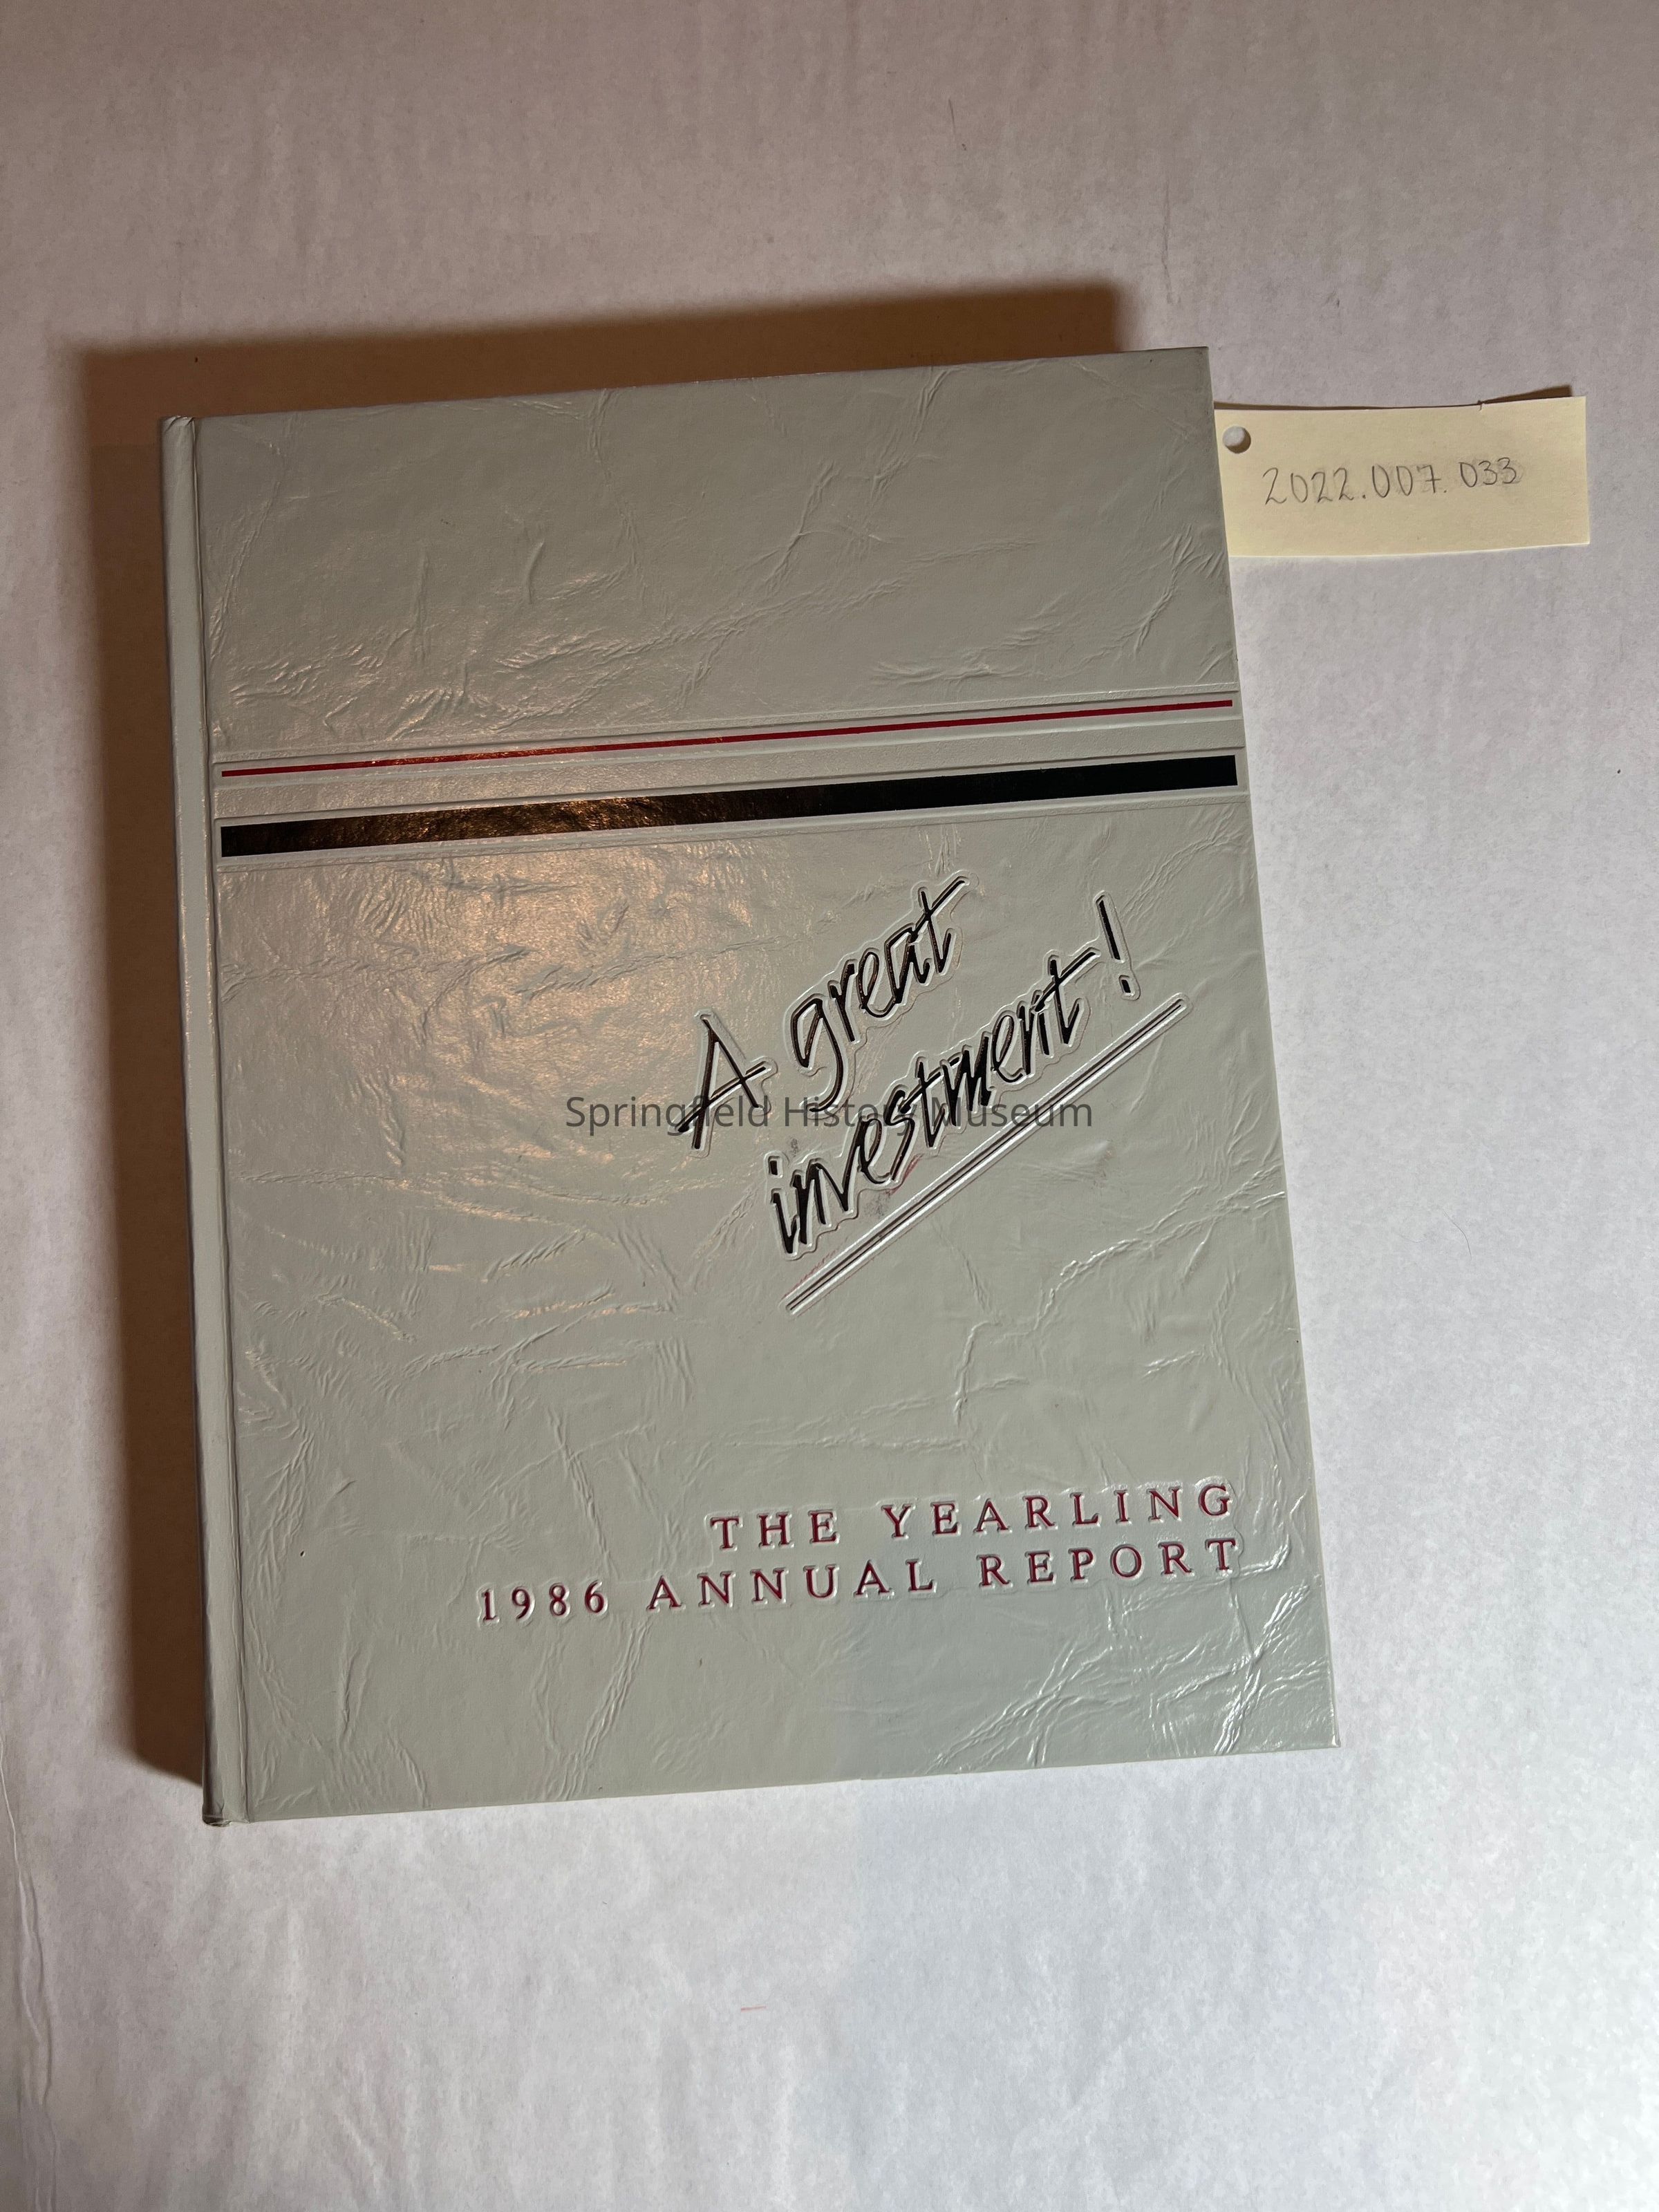 2022.007.033
A great
investment!
Springfield History Museum
THE YEARLING
1986 ANNUAL REPORT